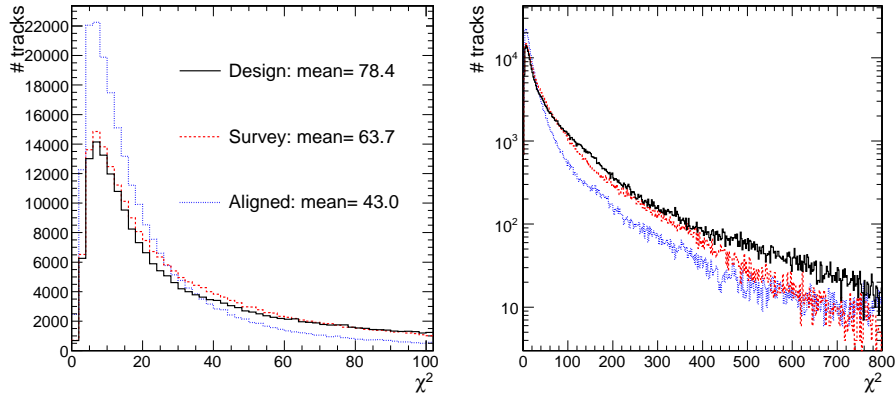 # tracks
22000
20000
18000
16000
14000
12000
10000
8000
6000
4000
2000
0
Design: mean= 78.4
Survey: mean= 63.7
Aligned: mean= 43.0
0 20 40 60 80 100
χ²
# tracks
10⁴
10³
10²
10
0 100 200 300 400 500 600 700 800
χ²